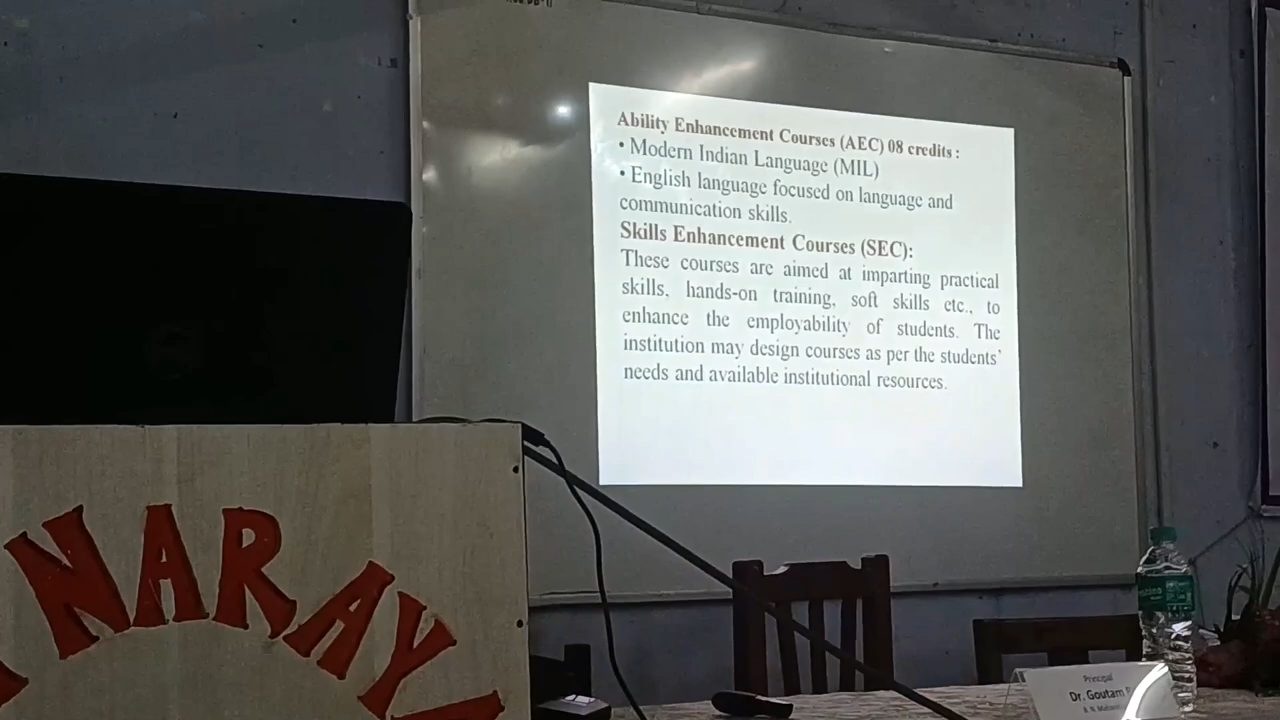 Ability Enhancement Courses (AEC) 08 credits :
• Modern Indian Language (MIL)
• English language focused on language and
communication skills.
Skills Enhancement Courses (SEC):
These courses are aimed at imparting practical
skills, hands-on training, soft skills etc., to
enhance the employability of students. The
institution may design courses as per the students'
needs and available institutional resources.
NARAY
Principal
Dr. Goutam